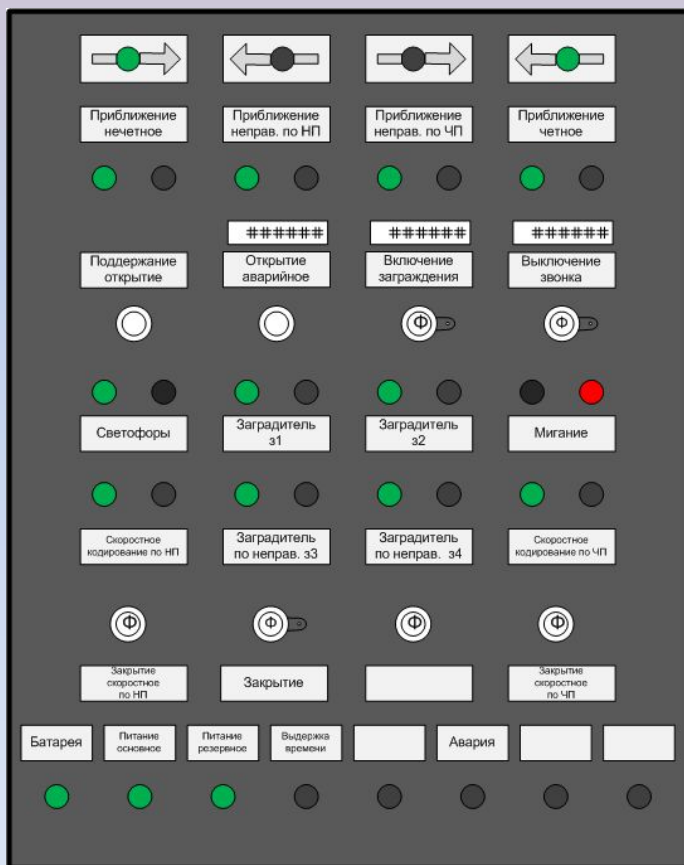 Приближение
нечетное
Приближение
неправ. по НП
Приближение
неправ. по ЧП
Приближение
четное
######
######
######
Поддержание
открытие
Открытие
аварийное
Включение
заграждения
Выключение
звонка
Ф
Ф
Светофоры
Заградитель
з1
Заградитель
з2
Мигание
Скоростное
кодирование по НП
Заградитель
по неправ. з3
Заградитель
по неправ. з4
Скоростное
кодирование по ЧП
Ф
Ф
Ф
Ф
Закрытие
скоростное
по НП
Закрытие
Закрытие
скоростное
по ЧП
Батарея
Питание
основное
Питание
резервное
Выдержка
времени
Авария